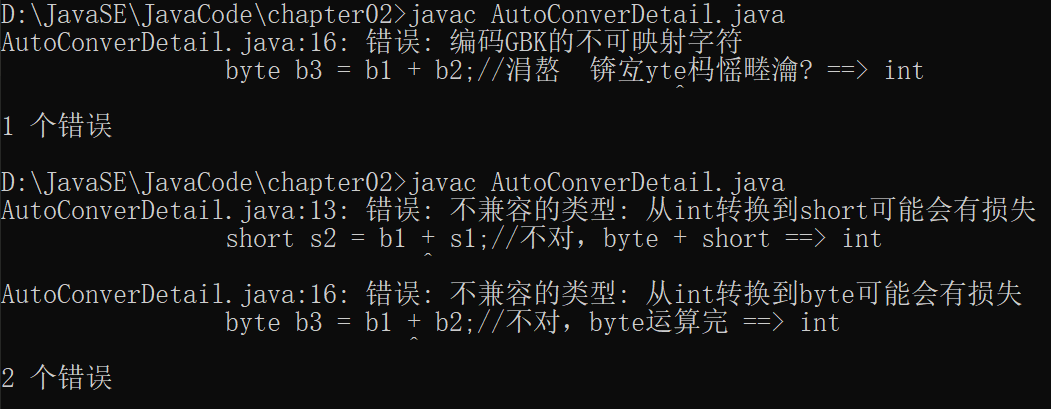 D:\JavaSE\JavaCode\chapter02>javac AutoConverDetail.java
AutoConverDetail.java:16: 错误: 编码GBK的不可映射字符
byte b3 = b1 + b2;//涓嶅  锛宐yte杩愮畻瀹? ==> int
^
1 个错误
D:\JavaSE\JavaCode\chapter02>javac AutoConverDetail.java
AutoConverDetail.java:13: 错误: 不兼容的类型: 从int转换到short可能会有损失
short s2 = b1 + s1;//不对，byte + short ==> int
^
AutoConverDetail.java:16: 错误: 不兼容的类型: 从int转换到byte可能会有损失
byte b3 = b1 + b2;//不对，byte运算完 ==> int
^
2 个错误